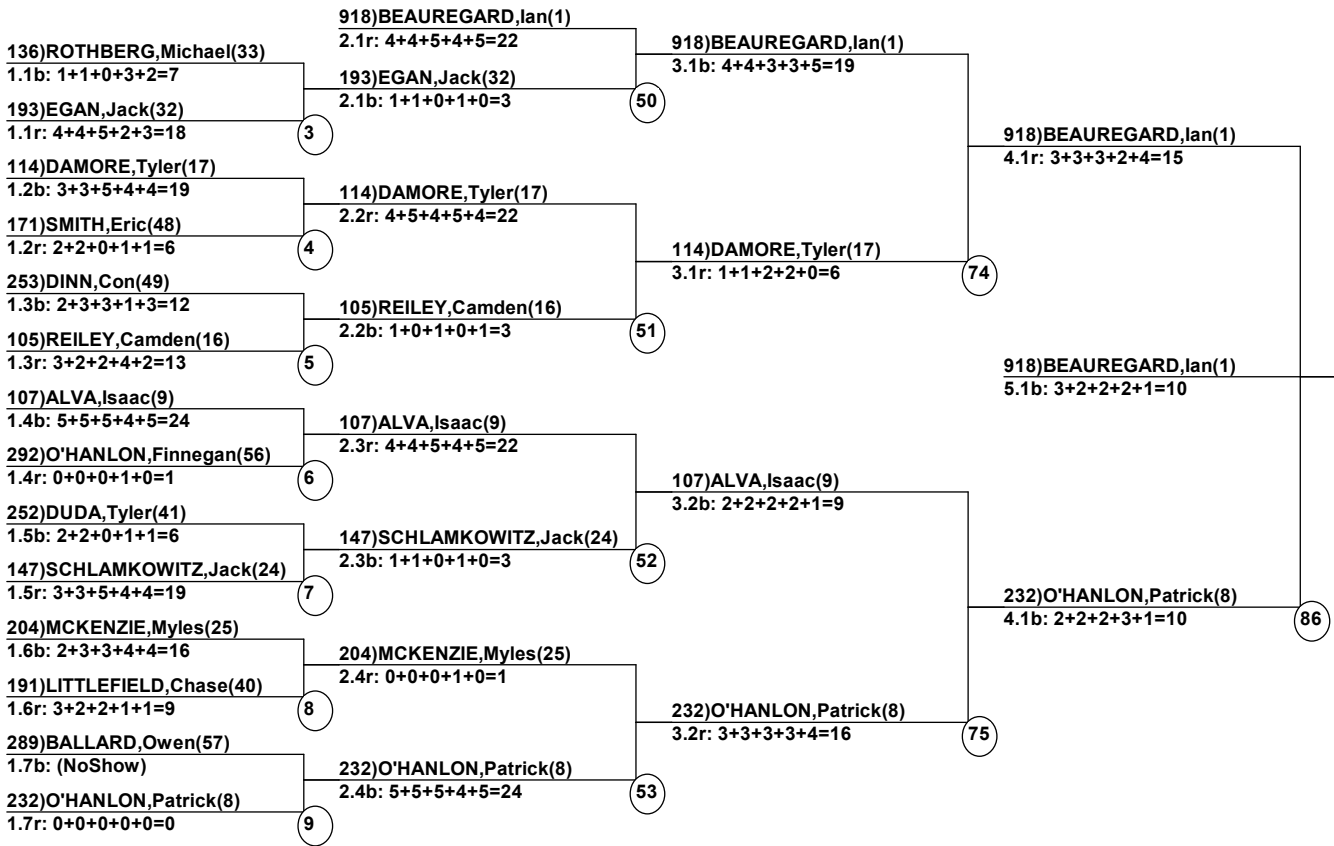 136)ROTHBERG,Michael(33)
1.1b: 1+1+0+3+2=7
193)EGAN,Jack(32)
1.1r: 4+4+5+2+3=18
3
114)DAMORE,Tyler(17)
1.2b: 3+3+5+4+4=19
171)SMITH,Eric(48)
1.2r: 2+2+0+1+1=6
4
253)DINN,Con(49)
1.3b: 2+3+3+1+3=12
105)REILEY,Camden(16)
1.3r: 3+2+2+4+2=13
5
107)ALVA,Isaac(9)
1.4b: 5+5+5+4+5=24
292)O'HANLON,Finnegan(56)
1.4r: 0+0+0+1+0=1
6
252)DUDA,Tyler(41)
1.5b: 2+2+0+1+1=6
147)SCHLAMKOWITZ,Jack(24)
1.5r: 3+3+5+4+4=19
7
204)MCKENZIE,Myles(25)
1.6b: 2+3+3+4+4=16
191)LITTLEFIELD,Chase(40)
1.6r: 3+2+2+1+1=9
8
289)BALLARD,Owen(57)
1.7b: (NoShow)
232)O'HANLON,Patrick(8)
1.7r: 0+0+0+0+0=0
9
918)BEAUREGARD,Ian(1)
2.1r: 4+4+5+4+5=22
193)EGAN,Jack(32)
2.1b: 1+1+0+1+0=3
50
114)DAMORE,Tyler(17)
2.2r: 4+5+4+5+4=22
105)REILEY,Camden(16)
2.2b: 1+0+1+0+1=3
51
107)ALVA,Isaac(9)
2.3r: 4+4+5+4+5=22
147)SCHLAMKOWITZ,Jack(24)
2.3b: 1+1+0+1+0=3
52
204)MCKENZIE,Myles(25)
2.4r: 0+0+0+1+0=1
232)O'HANLON,Patrick(8)
2.4b: 5+5+5+4+5=24
53
918)BEAUREGARD,Ian(1)
3.1b: 4+4+3+3+5=19
114)DAMORE,Tyler(17)
3.1r: 1+1+2+2+0=6
74
107)ALVA,Isaac(9)
3.2b: 2+2+2+2+1=9
232)O'HANLON,Patrick(8)
3.2r: 3+3+3+3+4=16
75
918)BEAUREGARD,Ian(1)
4.1r: 3+3+3+2+4=15
232)O'HANLON,Patrick(8)
4.1b: 2+2+2+3+1=10
86
918)BEAUREGARD,Ian(1)
5.1b: 3+2+2+2+1=10